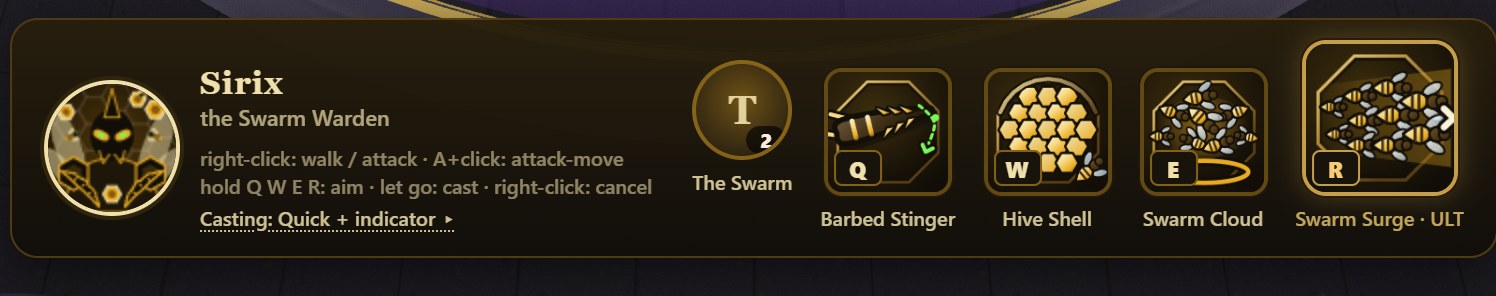 Sirix
the Swarm Warden
right-click: walk / attack · A+click: attack-move
hold Q W E R: aim · let go: cast · right-click: cancel
Casting: Quick + indicator ▸
T
2
The Swarm
Q
Barbed Stinger
W
Hive Shell
E
Swarm Cloud
R
Swarm Surge · ULT